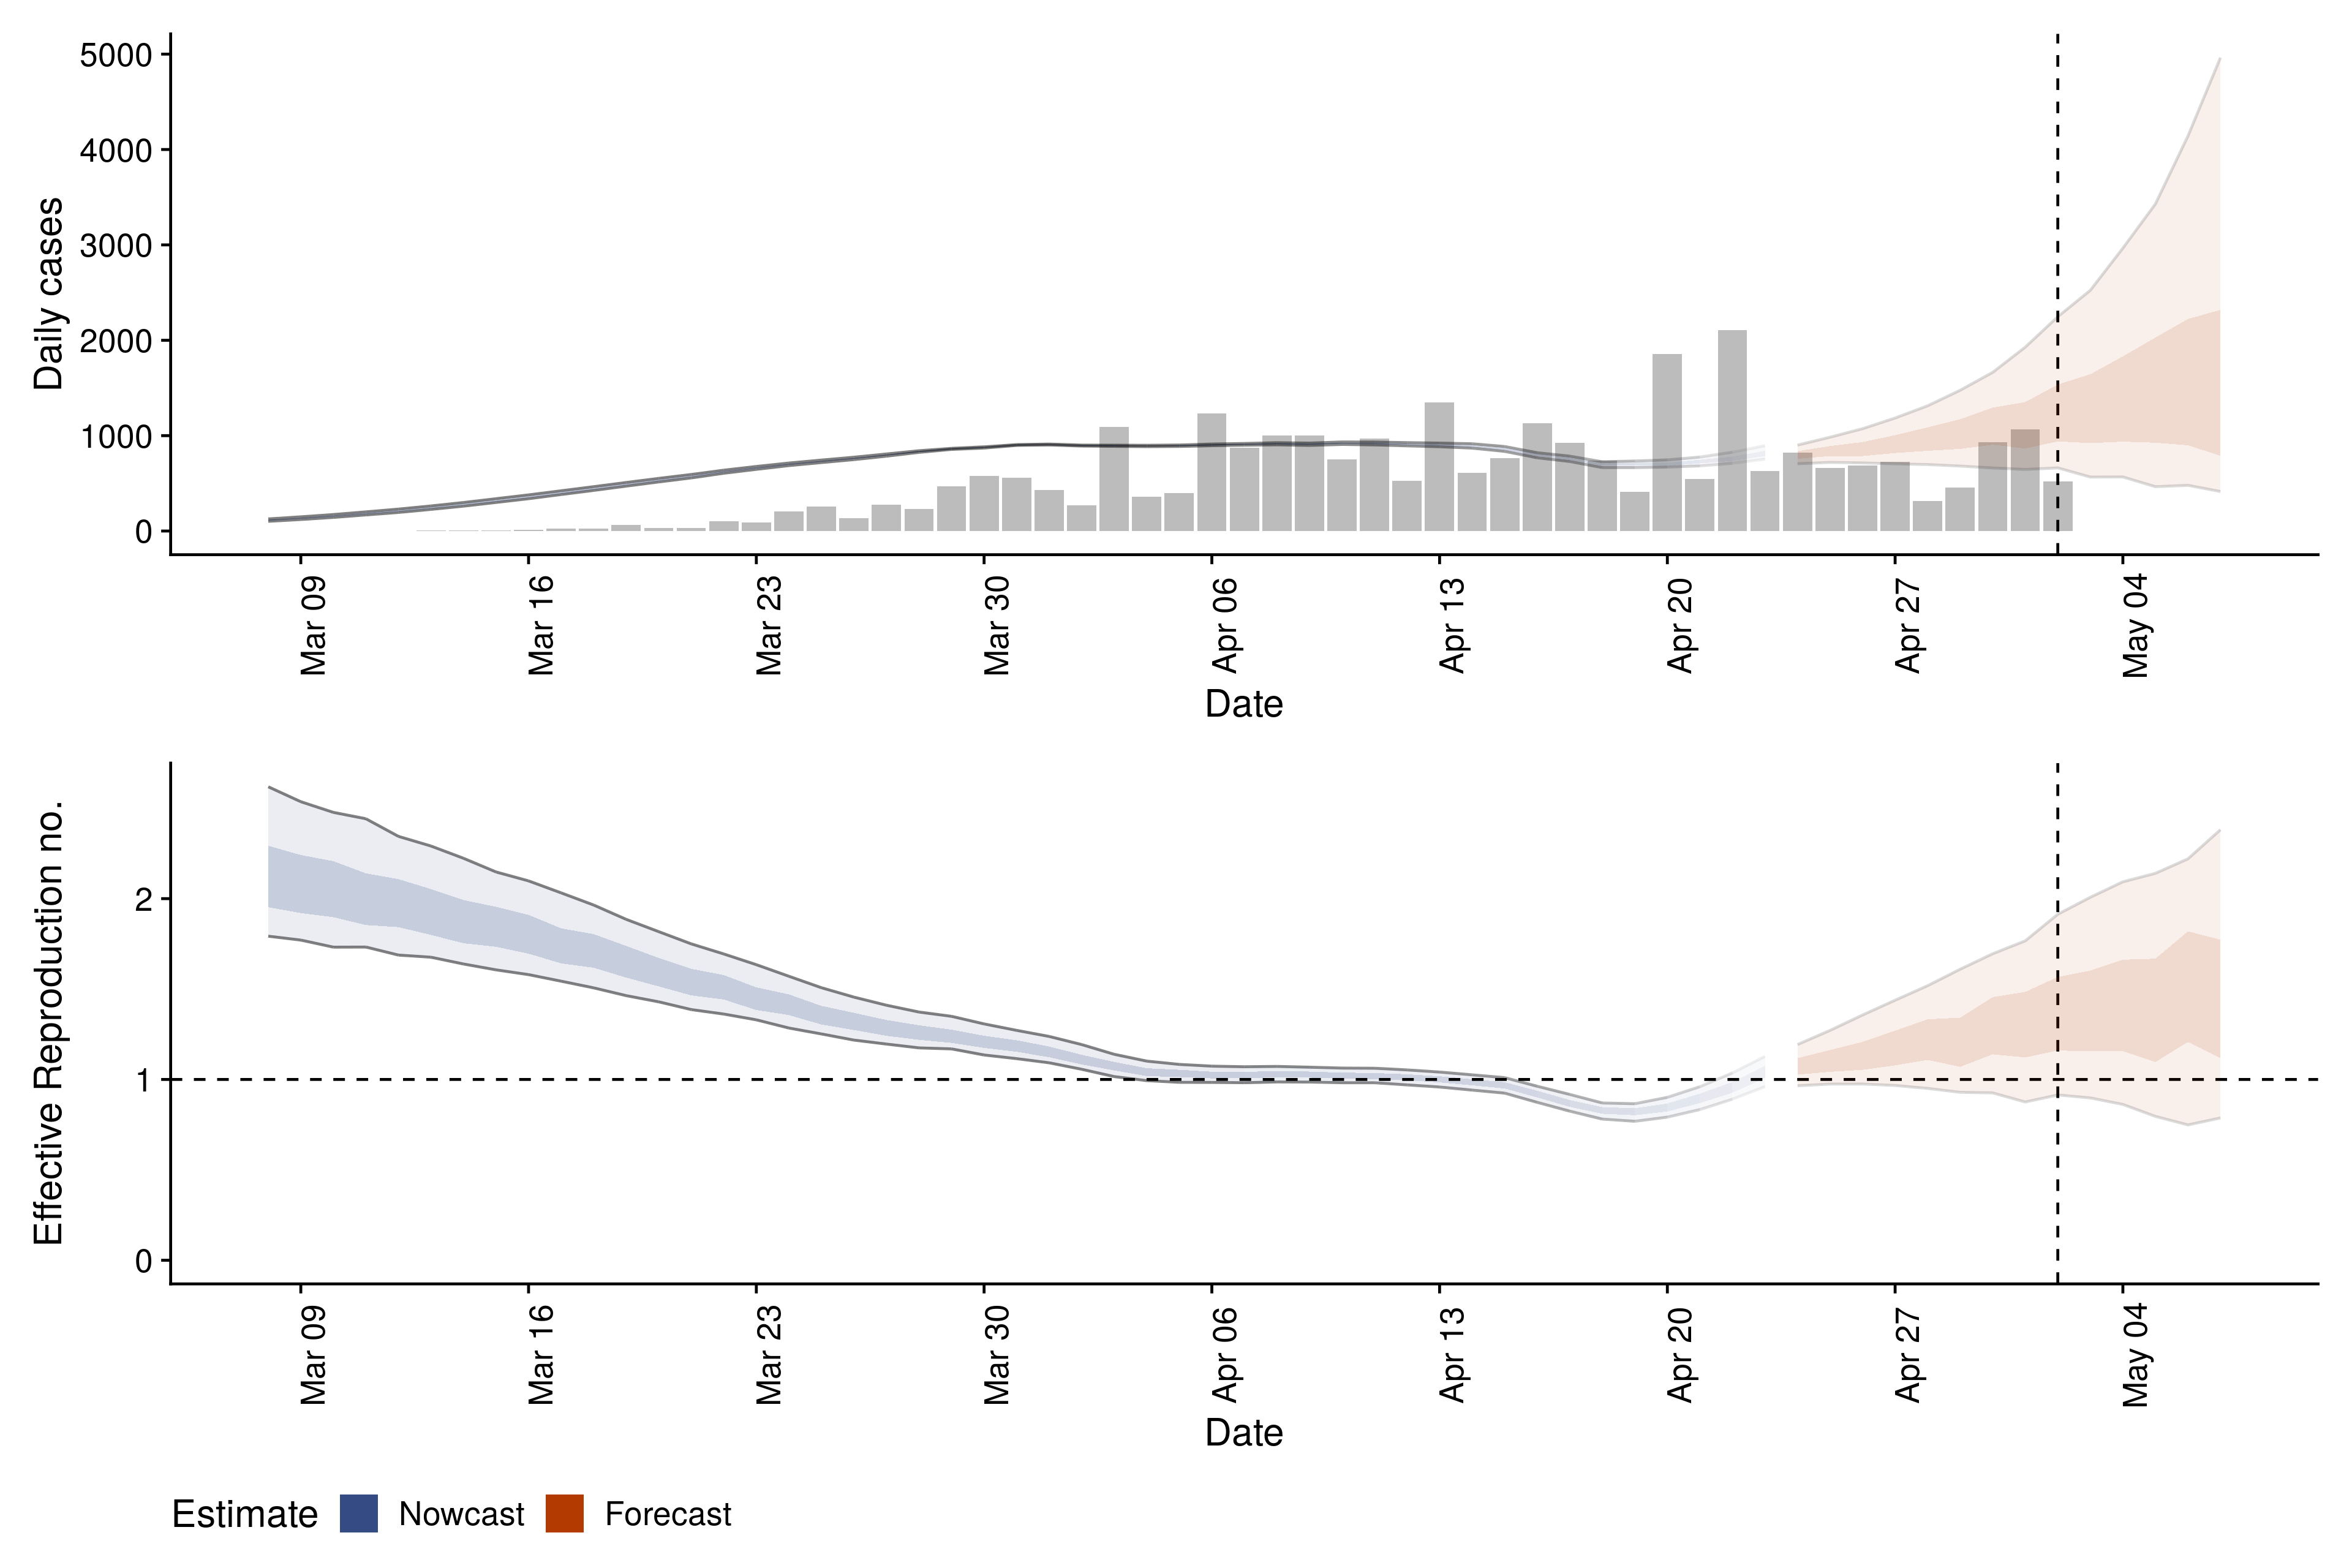 5000
4000
3000
2000
1000
0
Daily cases
Mar 09
Mar 16
Mar 23
Mar 30
Apr 06
Apr 13
Apr 20
Apr 27
May 04
Date
2
1
0
Effective Reproduction no.
Mar 09
Mar 16
Mar 23
Mar 30
Apr 06
Apr 13
Apr 20
Apr 27
May 04
Date
Estimate Nowcast Forecast